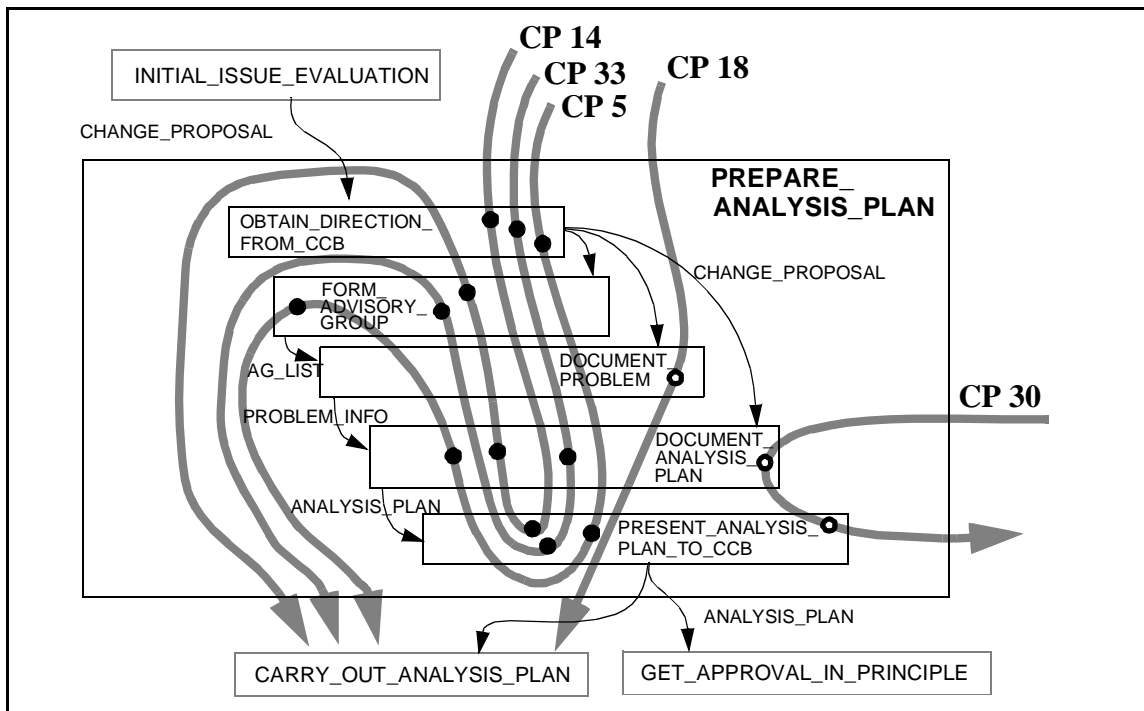 CP 14
CP 33
CP 18
CP 5
INITIAL_ISSUE_EVALUATION
CHANGE_PROPOSAL
PREPARE_
ANALYSIS_PLAN
OBTAIN_DIRECTION_
FROM_CCB
CHANGE_PROPOSAL
FORM_
ADVISORY_
GROUP
DOCUMENT_
PROBLEM
AG_LIST
CP 30
PROBLEM_INFO
DOCUMENT_
ANALYSIS_
PLAN
ANALYSIS_PLAN
PRESENT_ANALYSIS_
PLAN_TO_CCB
ANALYSIS_PLAN
CARRY_OUT_ANALYSIS_PLAN
GET_APPROVAL_IN_PRINCIPLE